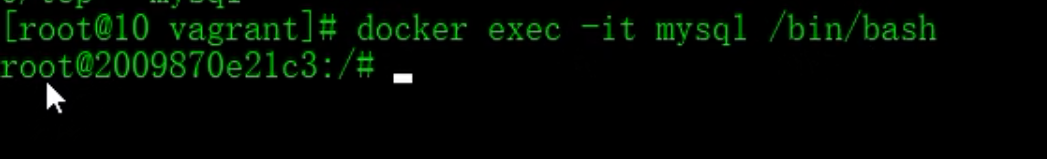 [root@10 vagrant]# docker exec -it mysql /bin/bash
root@2009870e21c3:/#